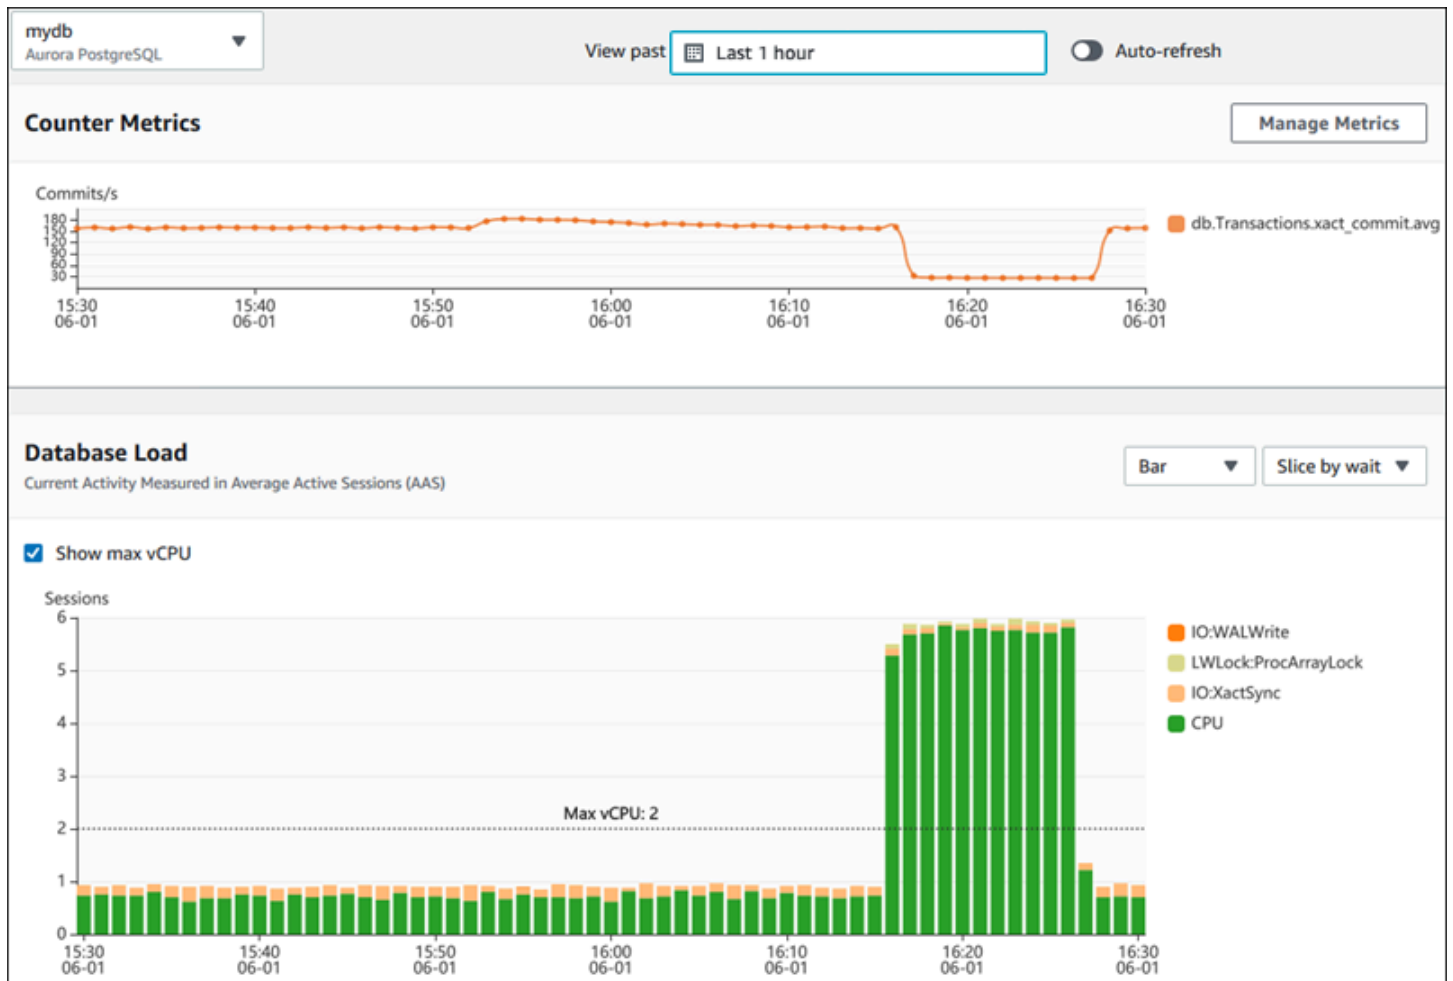 mydb
Aurora PostgreSQL
View past
Last 1 hour
Auto-refresh
Counter Metrics
Manage Metrics
Commits/s
180
150
120
90
60
30
15:30 15:40 15:50 16:00 16:10 16:20 16:30
06-01 06-01 06-01 06-01 06-01 06-01 06-01
db.Transactions.xact_commit.avg
Database Load
Current Activity Measured in Average Active Sessions (AAS)
Bar
Slice by wait
Show max vCPU
Sessions
6
5
4
3
2
1
0
Max vCPU: 2
15:30 15:40 15:50 16:00 16:10 16:20 16:30
06-01 06-01 06-01 06-01 06-01 06-01 06-01
IO:WALWrite
LWLock:ProcArrayLock
IO:XactSync
CPU